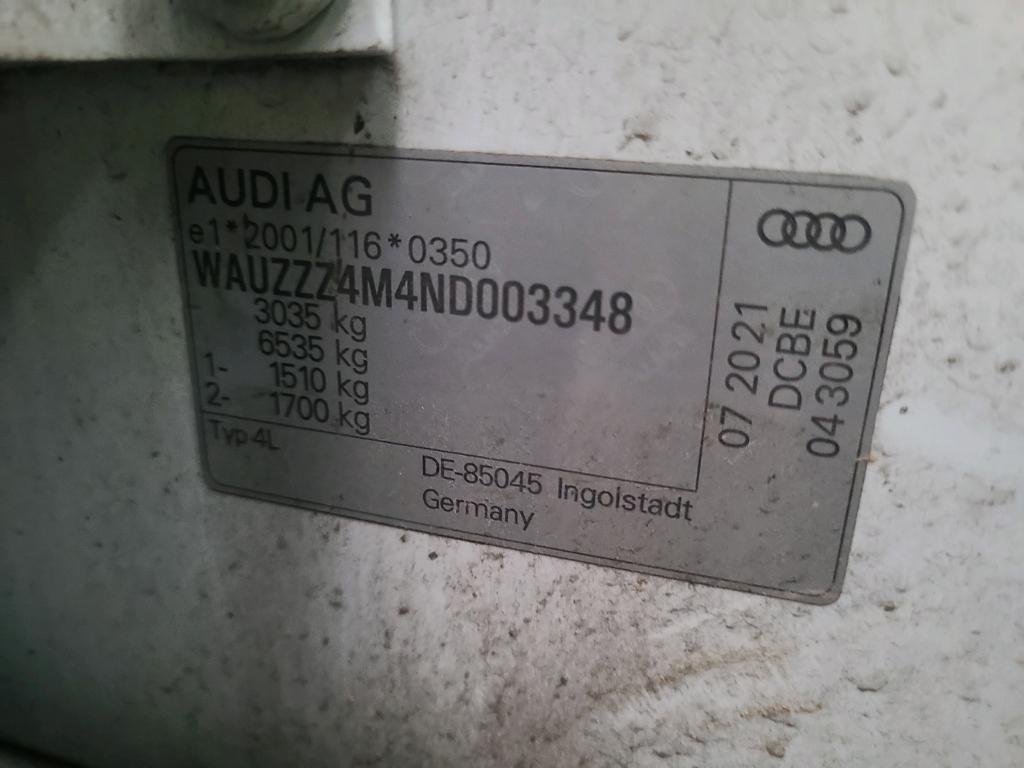 AUDI AG
e1*2001/116*0350
WAUZZZ4M4ND003348
3035 kg
6535 kg
1- 1510 kg
2- 1700 kg
Typ 4L
DE-85045 Ingolstadt
Germany
07 2021
DCBE
043059